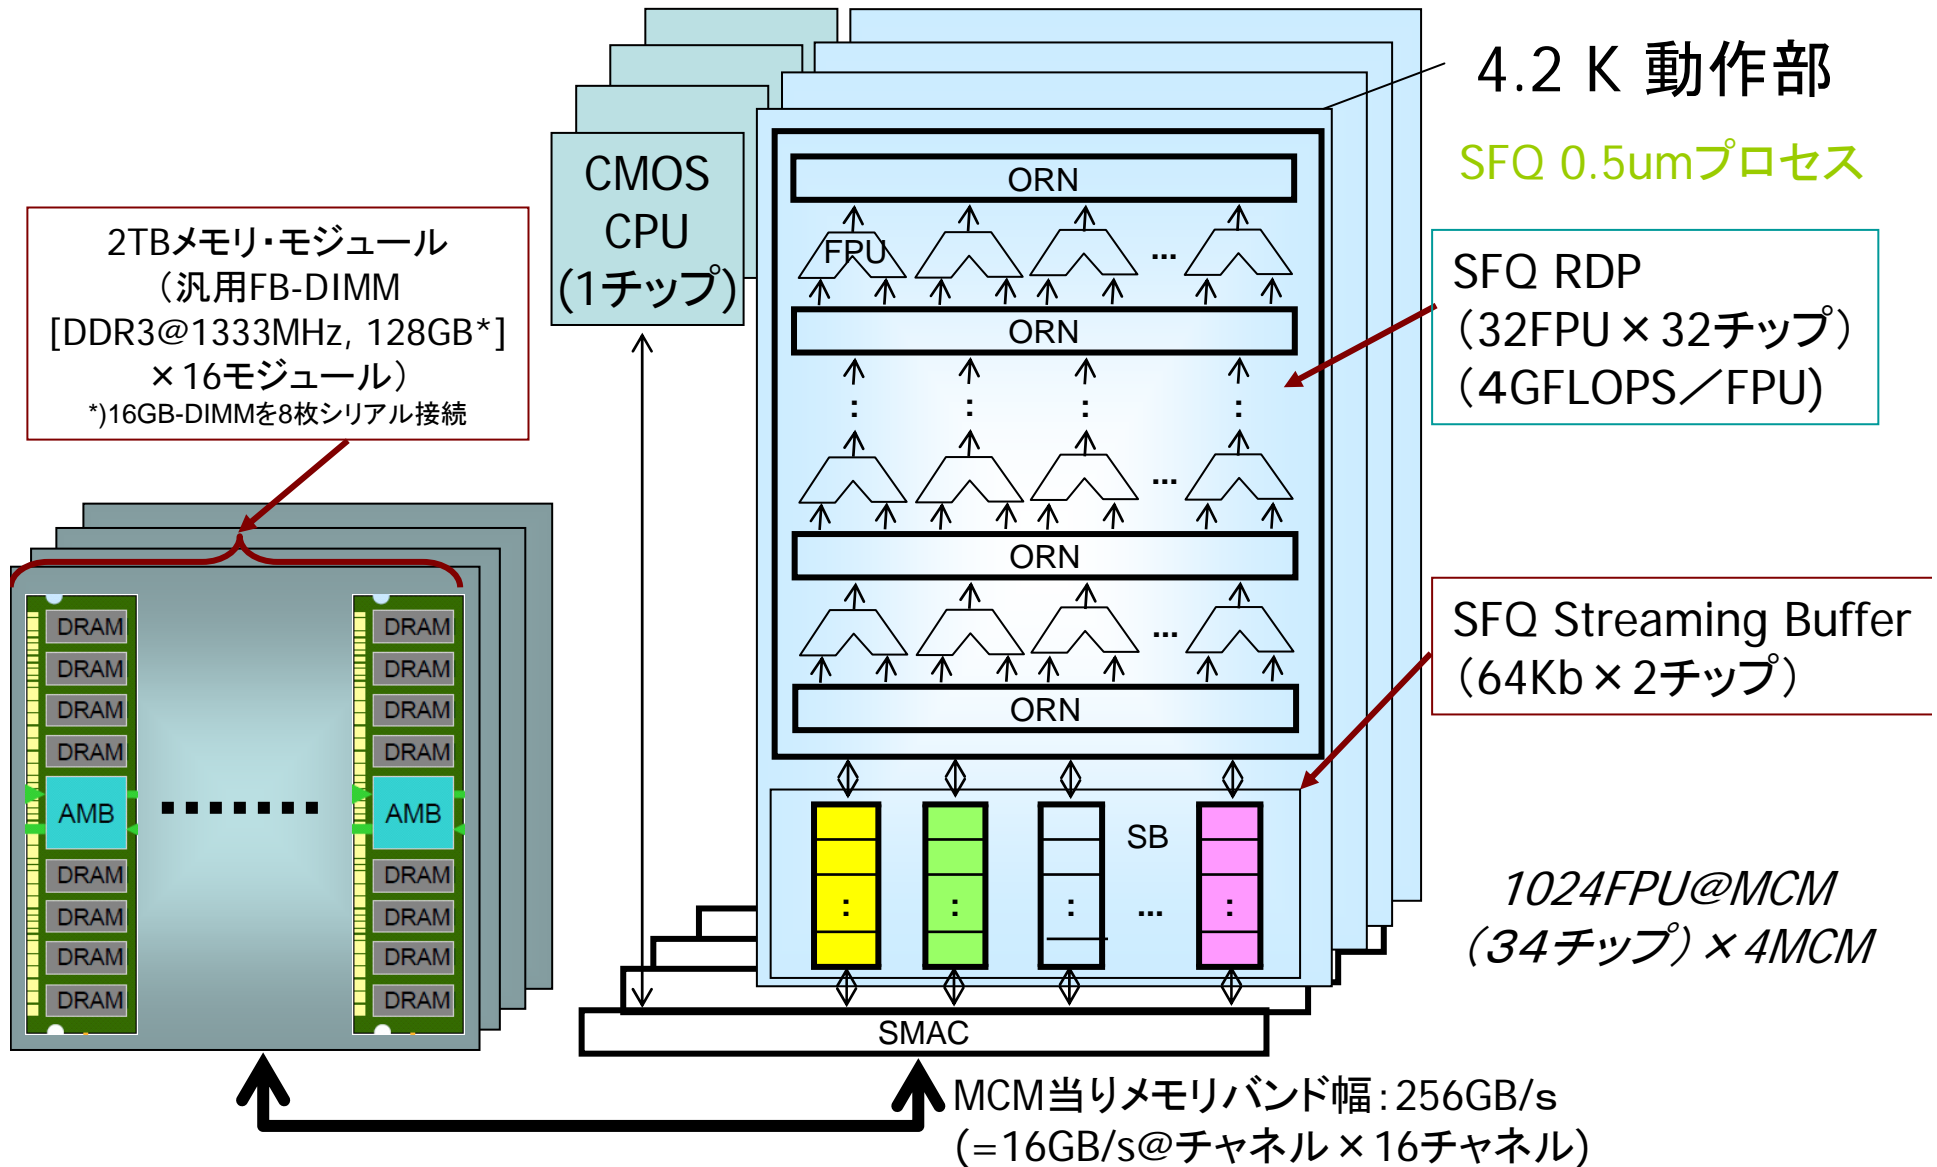 4.2 K 動作部
SFQ 0.5umプロセス
CMOS
CPU
(1チップ)
2TBメモリ・モジュール
(汎用FB-DIMM
[DDR3@1333MHz, 128GB*]
×16モジュール)
*)16GB-DIMMを8枚シリアル接続
ORN
FPU
...
ORN
:
:
:
:
...
ORN
...
ORN
SFQ RDP
(32FPU×32チップ)
(4GFLOPS/FPU)
SFQ Streaming Buffer
(64Kb×2チップ)
DRAM
DRAM
DRAM
DRAM
AMB
DRAM
DRAM
DRAM
DRAM
.......
DRAM
DRAM
DRAM
DRAM
AMB
DRAM
DRAM
DRAM
DRAM
SB
:
:
:
...
:
1024FPU@MCM
(34チップ)×4MCM
SMAC
MCM当りメモリバンド幅:256GB/s
(=16GB/s@チャネル×16チャネル)